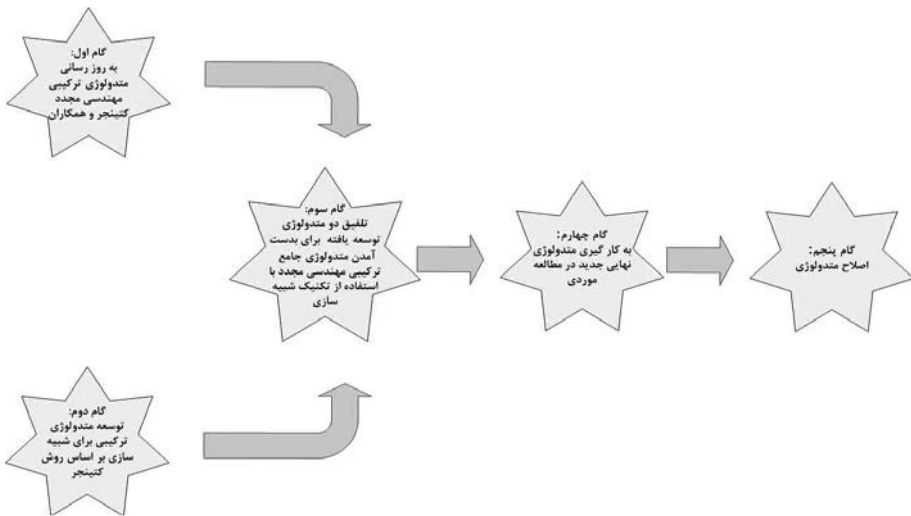 گام اول:
به روز رسانی
متدولوژی ترکیبی
مهندسی مجدد
کتینجر و همکاران
گام دوم:
توسعه متدولوژی
ترکیبی برای شبیه
سازی بر اساس روش
کتینجر
گام سوم:
تلفیق دو متدولوژی
توسعه یافته برای بدست
آمدن متدولوژی جامع
ترکیبی مهندسی مجدد با
استفاده از تکنیک شبیه
سازی
گام چهارم:
به کار گیری متدولوژی
نهایی جدید در مطالعه
موردی
گام پنجم:
اصلاح متدولوژی